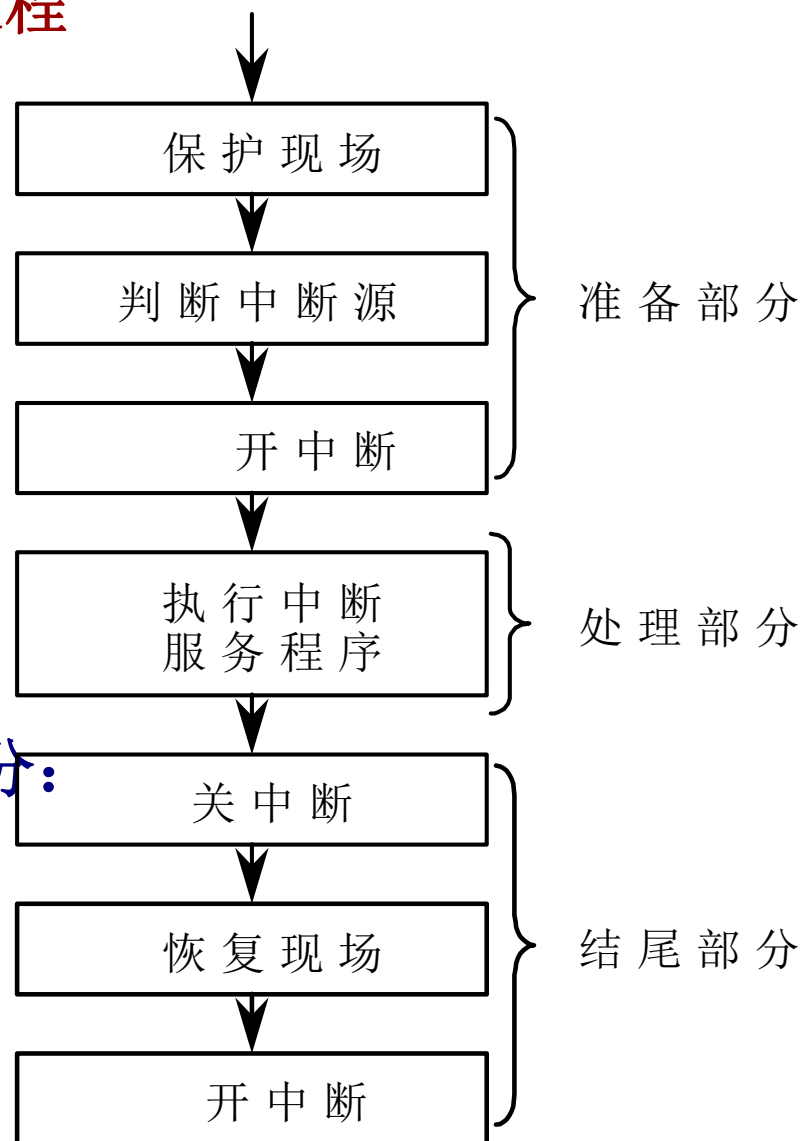 程
保护现场
判断中断源
准备部分
开中断
执行中断
服务程序
处理部分
分：
关中断
恢复现场
结尾部分
开中断